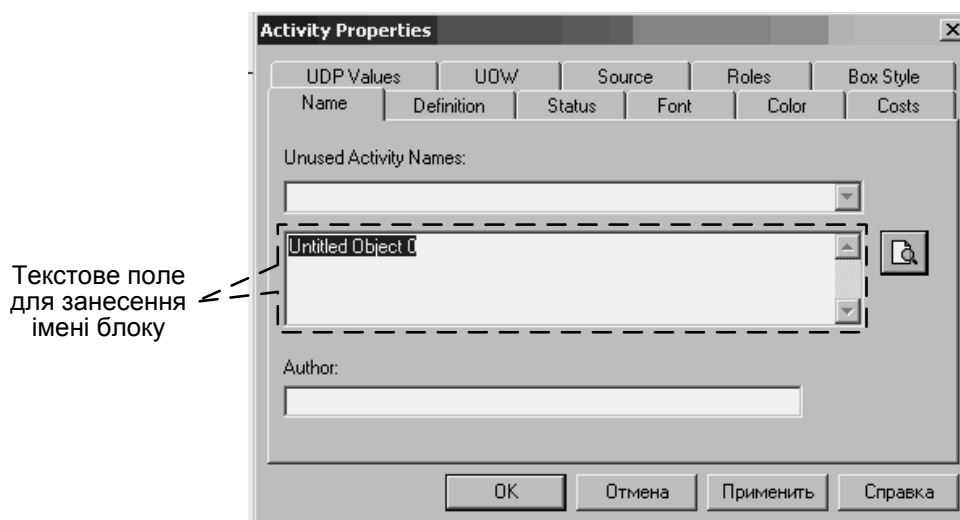 Activity Properties
UDP Values UOW Source Roles Box Style
Name Definition Status Font Color Costs
Unused Activity Names:
Untitled Object 0
Текстове поле
для занесення
імені блоку
Author:
OK Отмена Применить Справка